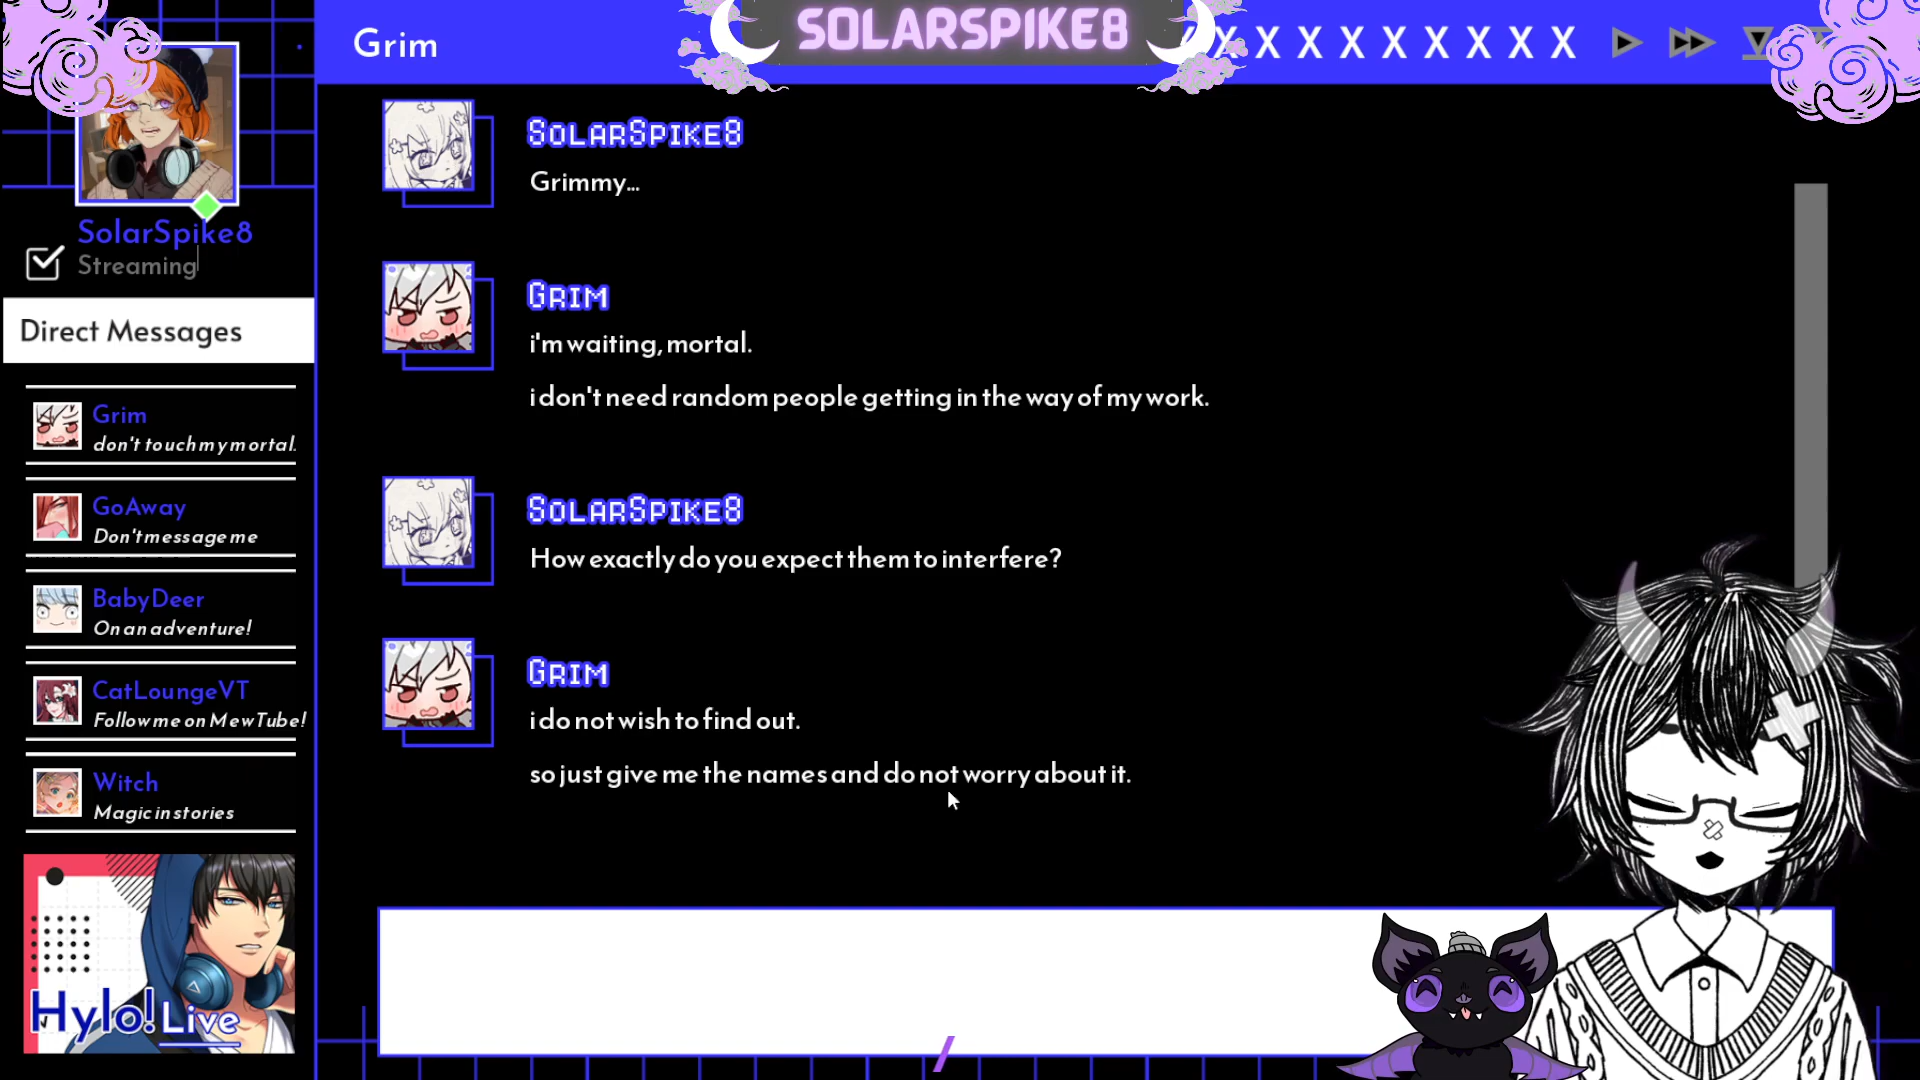 SOLARSPIKE8
Grim
X X X X X X X X X
SolarSpike8
Streaming
Direct Messages
Grim
don't touch my mortal.
GoAway
Don't message me
BabyDeer
On an adventure!
CatLoungeVT
Follow me on MewTube!
Witch
Magic in stories
Hylo! Live
SolarSpike8
Grimmy...
Grim
i'm waiting, mortal.
i don't need random people getting in the way of my work.
SolarSpike8
How exactly do you expect them to interfere?
Grim
i do not wish to find out.
so just give me the names and do not worry about it.